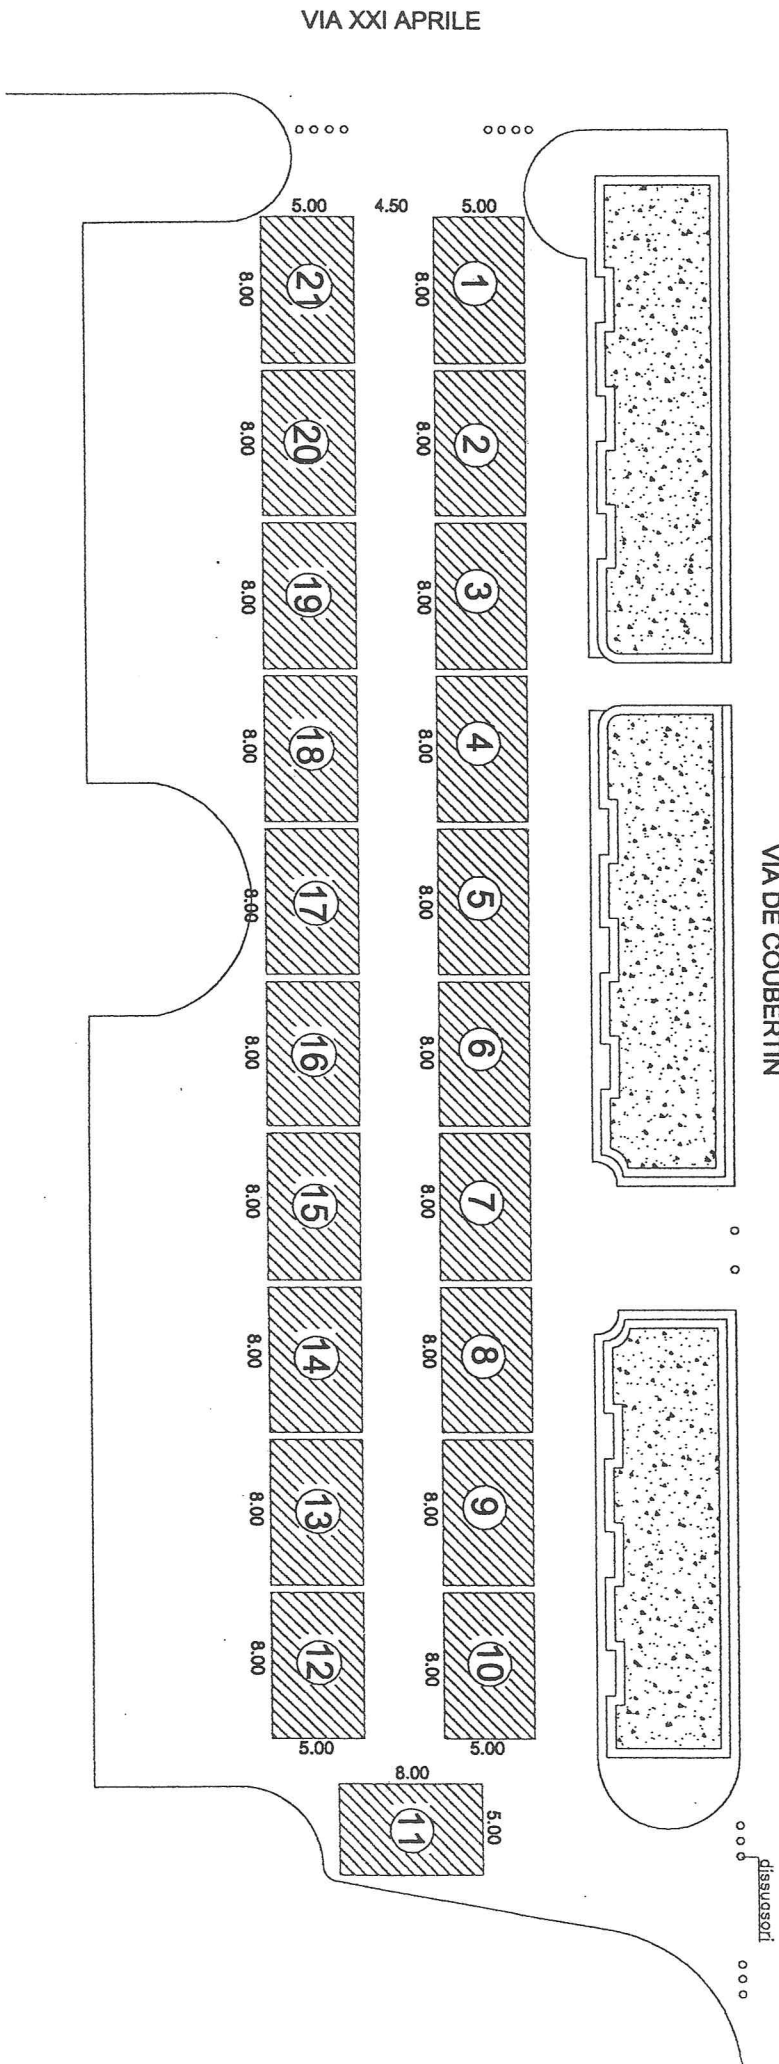 VIA XXI APRILE
5.00 4.50 5.00
21 8.00 1 8.00
20 8.00 2 8.00
19 8.00 3 8.00
18 8.00 4 8.00
17 8.00 5 8.00
16 8.00 6 8.00
15 8.00 7 8.00
14 8.00 8 8.00
13 8.00 9 8.00
12 8.00 10 8.00
5.00 5.00
8.00
11 5.00
VIA DE COUBERTIN
dissuasori